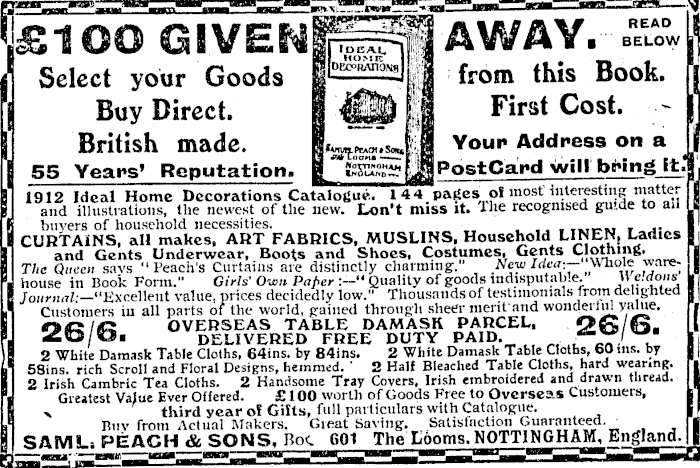 £100 GIVEN AWAY. READ BELOW
Select your Goods from this Book.
Buy Direct. First Cost.
British made. Your Address on a
55 Years' Reputation. PostCard will bring it.
IDEAL
HOME
DECORATIONS
SAMUEL PEACH & SONS
The LOOMS
NOTTINGHAM
ENGLAND
1912 Ideal Home Decorations Catalogue. 144 pages of most interesting matter
and illustrations, the newest of the new. Don't miss it. The recognised guide to all
buyers of household necessities.
CURTAINS, all makes, ART FABRICS, MUSLINS, Household LINEN, Ladies
and Gents Underwear, Boots and Shoes, Costumes, Gents Clothing.
The Queen says "Peach's Curtains are distinctly charming." New Idea:—"Whole ware-
house in Book Form." Girls' Own Paper:—"Quality of goods indisputable." Weldons'
Journal:—"Excellent value, prices decidedly low." Thousands of testimonials from delighted
Customers in all parts of the world, gained through sheer merit and wonderful value.
26/6. OVERSEAS TABLE DAMASK PARCEL, 26/6.
DELIVERED FREE DUTY PAID.
2 White Damask Table Cloths, 64ins. by 84ins. 2 White Damask Table Cloths, 60 ins. by
58ins. rich Scroll and Floral Designs, hemmed. 2 Half Bleached Table Cloths, hard wearing.
2 Irish Cambric Tea Cloths. 2 Handsome Tray Covers, Irish embroidered and drawn thread.
Greatest Value Ever Offered. £100 worth of Goods Free to Overseas Customers,
third year of Gifts, full particulars with Catalogue.
Buy from Actual Makers. Great Saving. Satisfaction Guaranteed.
SAML. PEACH & SONS, Box 601 The Looms, NOTTINGHAM, England.